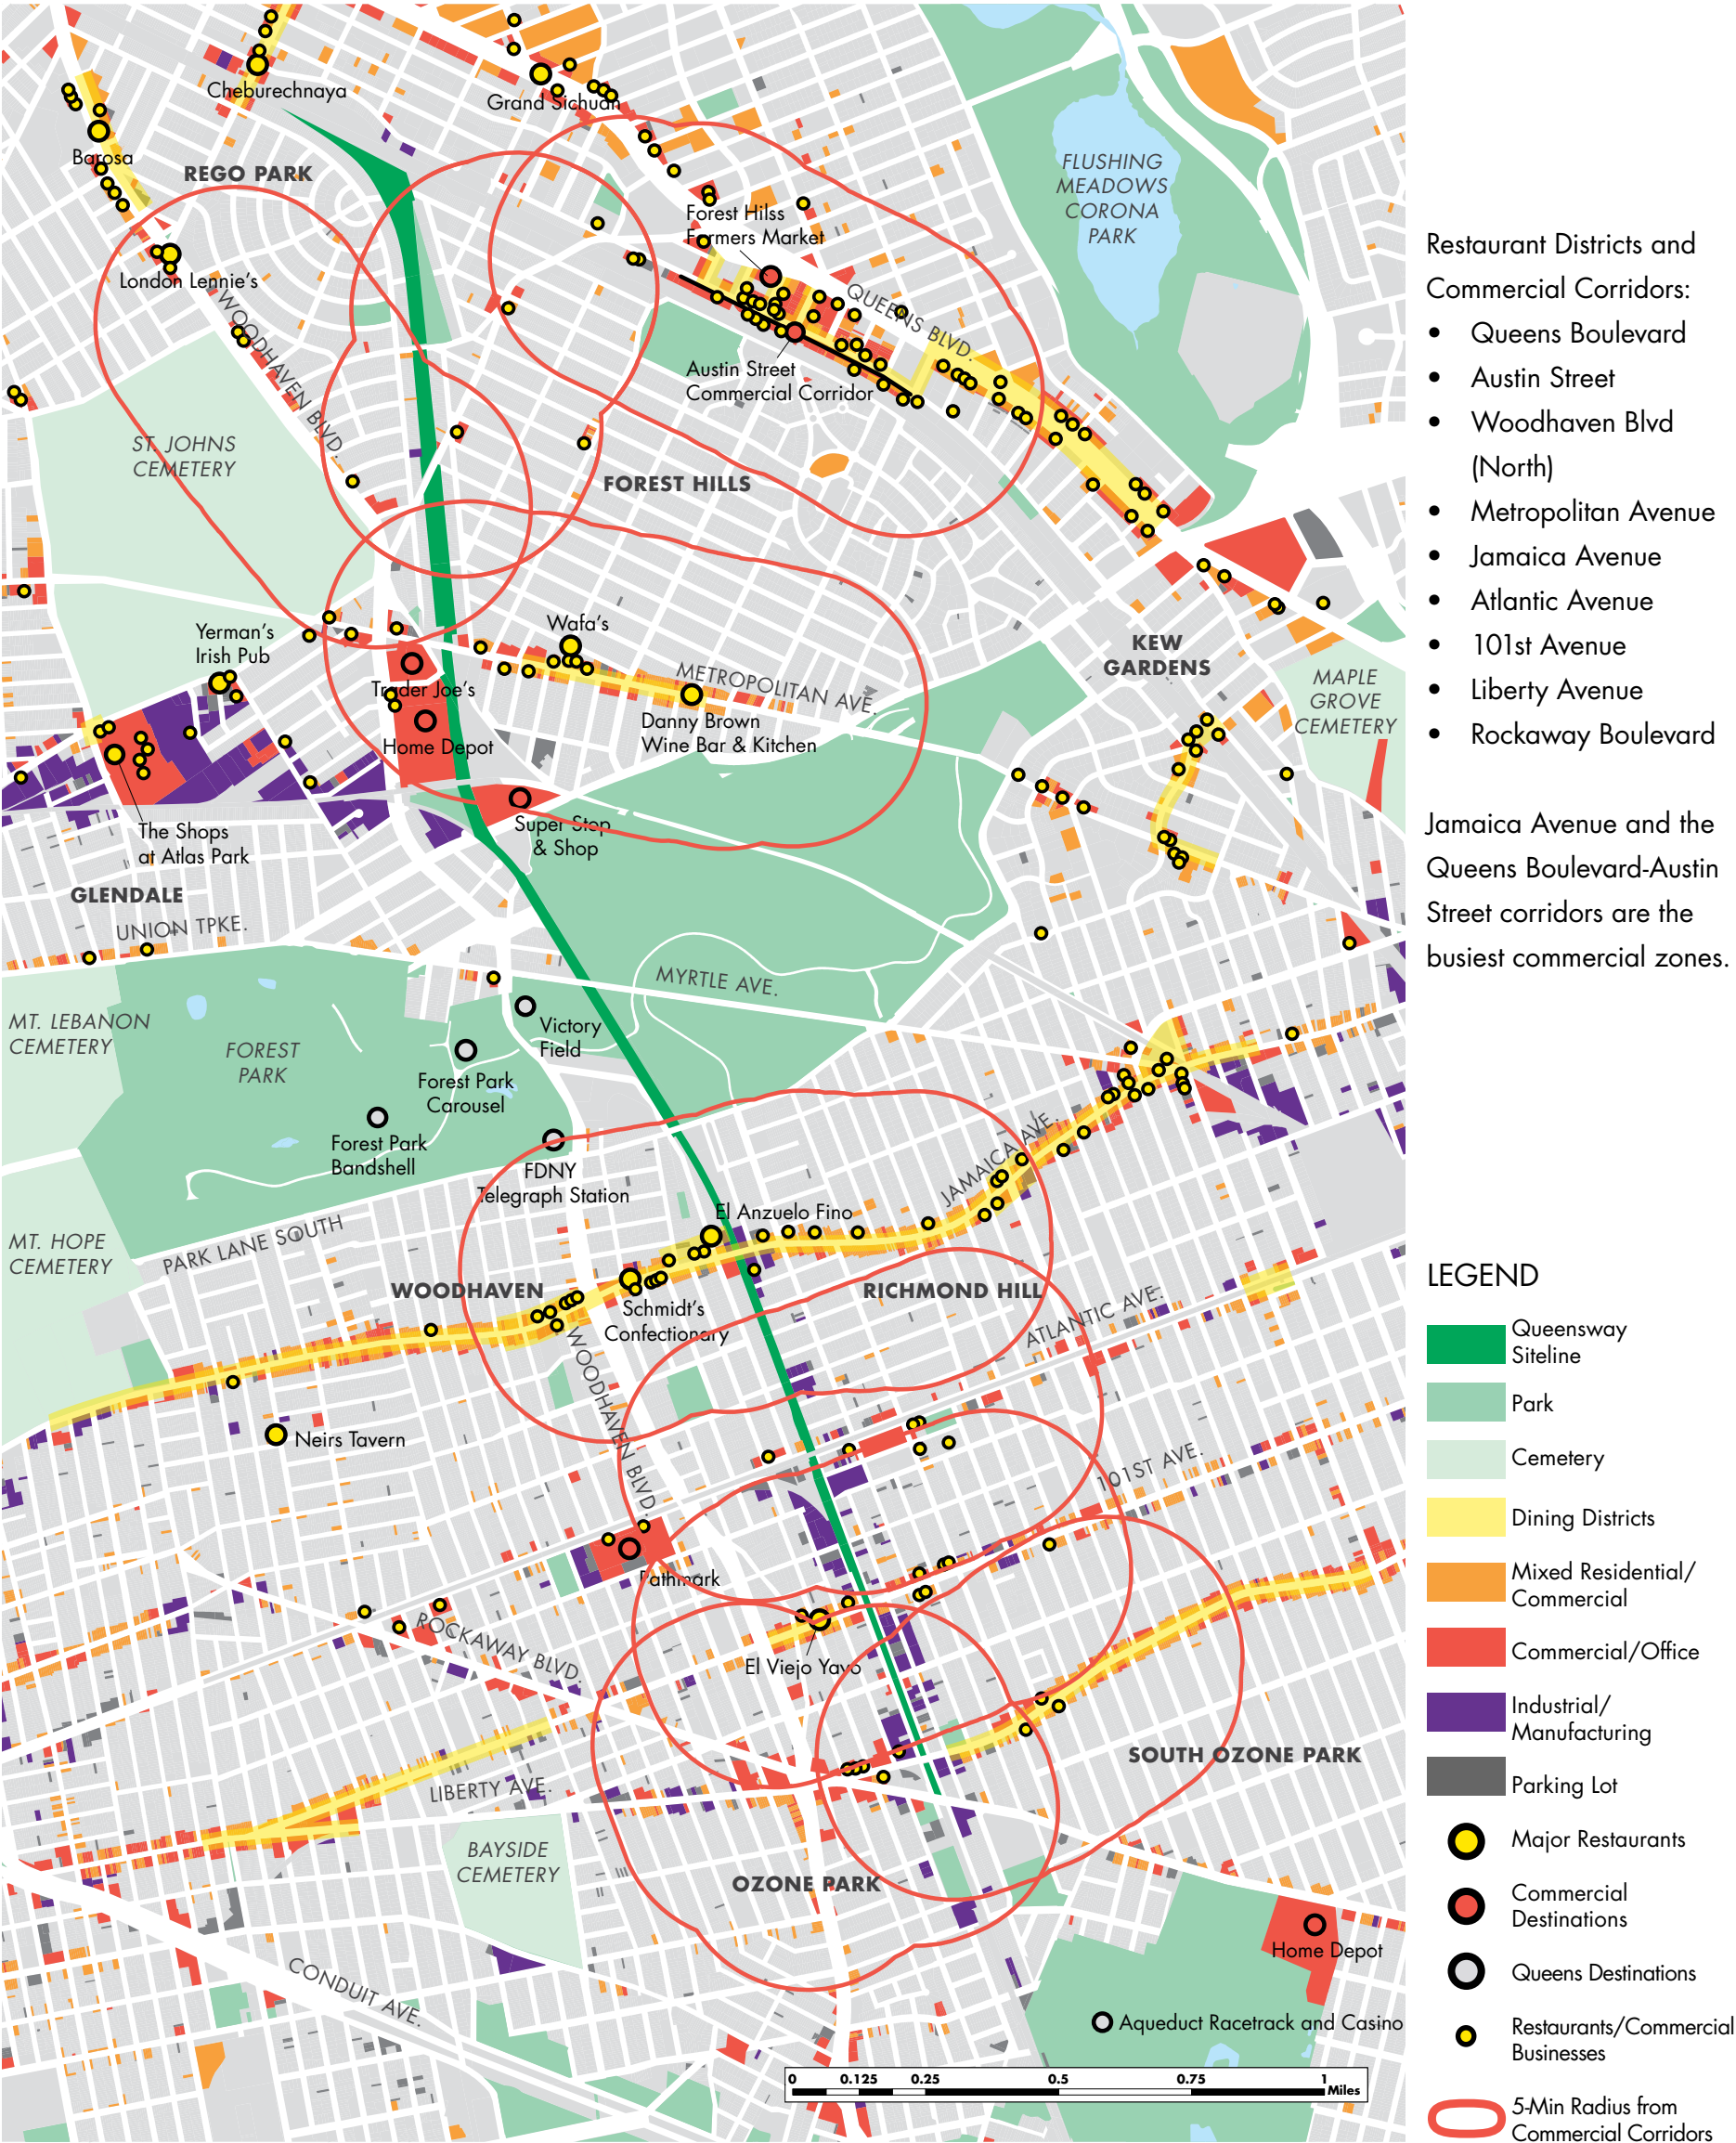 Cheburechnaya
Grand Sichuan
Barosa
REGO PARK
FLUSHING
MEADOWS
CORONA
PARK
Forest Hilss
Farmers Market
London Lennie's
QUEENS BLVD.
WOODHAVEN BLVD.
Austin Street
Commercial Corridor
ST. JOHNS
CEMETERY
FOREST HILLS
Yerman's
Irish Pub
Wafa's
KEW
GARDENS
METROPOLITAN AVE.
MAPLE
GROVE
CEMETERY
Trader Joe's
Danny Brown
Wine Bar & Kitchen
Home Depot
The Shops
at Atlas Park
Super Stop
& Shop
GLENDALE
UNION TPKE.
MYRTLE AVE.
MT. LEBANON
CEMETERY
FOREST
PARK
Victory
Field
Forest Park
Carousel
Forest Park
Bandshell
FDNY
Telegraph Station
JAMAICA AVE.
El Anzuelo Fino
PARK LANE SOUTH
MT. HOPE
CEMETERY
WOODHAVEN
RICHMOND HILL
Schmidt's
Confectionary
ATLANTIC AVE.
WOODHAVEN BLVD.
Neirs Tavern
101ST AVE.
Pathmark
ROCKAWAY BLVD.
El Viejo Yayo
SOUTH OZONE PARK
LIBERTY AVE.
BAYSIDE
CEMETERY
OZONE PARK
Home Depot
CONDUIT AVE.
Aqueduct Racetrack and Casino
0 0.125 0.25 0.5 0.75 1
Miles
Restaurant Districts and
Commercial Corridors:
• Queens Boulevard
• Austin Street
• Woodhaven Blvd
(North)
• Metropolitan Avenue
• Jamaica Avenue
• Atlantic Avenue
• 101st Avenue
• Liberty Avenue
• Rockaway Boulevard
Jamaica Avenue and the
Queens Boulevard-Austin
Street corridors are the
busiest commercial zones.
LEGEND
Queensway
Siteline
Park
Cemetery
Dining Districts
Mixed Residential/
Commercial
Commercial/Office
Industrial/
Manufacturing
Parking Lot
Major Restaurants
Commercial
Destinations
Queens Destinations
Restaurants/Commercial
Businesses
5-Min Radius from
Commercial Corridors